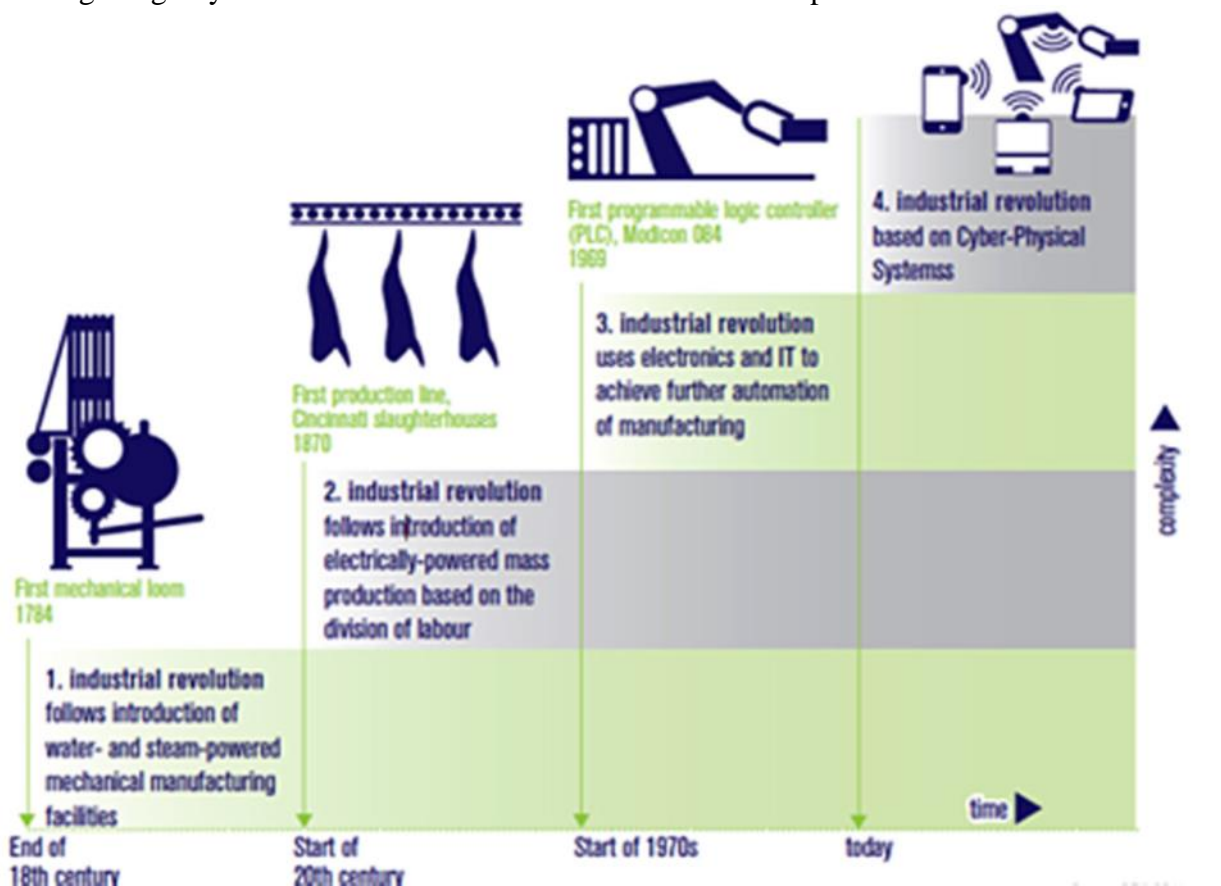 First programmable logic controller
(PLC), Modicon 084
1969
4. industrial revolution
based on Cyber-Physical
Systemss
3. industrial revolution
uses electronics and IT to
achieve further automation
of manufacturing
First production line,
Cincinnati slaughterhouses
1870
2. industrial revolution
follows introduction of
electrically-powered mass
production based on the
division of labour
First mechanical loom
1784
1. industrial revolution
follows introduction of
water- and steam-powered
mechanical manufacturing
facilities
complexity
time
End of
18th century
Start of
20th century
Start of 1970s
today